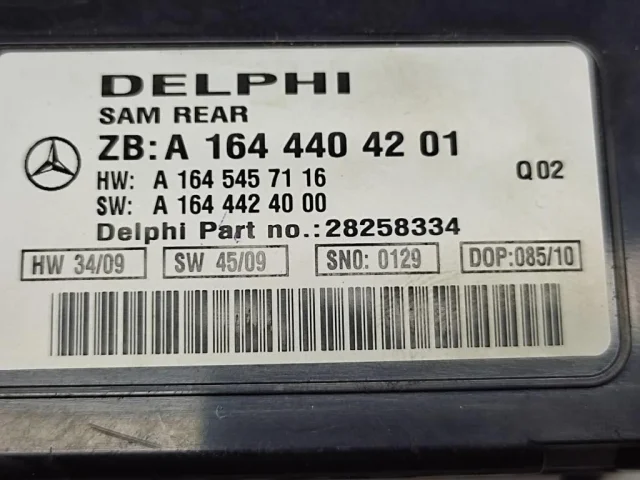 DELPHI
SAM REAR
ZB: A 164 440 42 01
HW: A 164 545 71 16
Q02
SW: A 164 442 40 00
Delphi Part no.:28258334
HW 34/09 SW 45/09 SNO: 0129 DOP:085/10